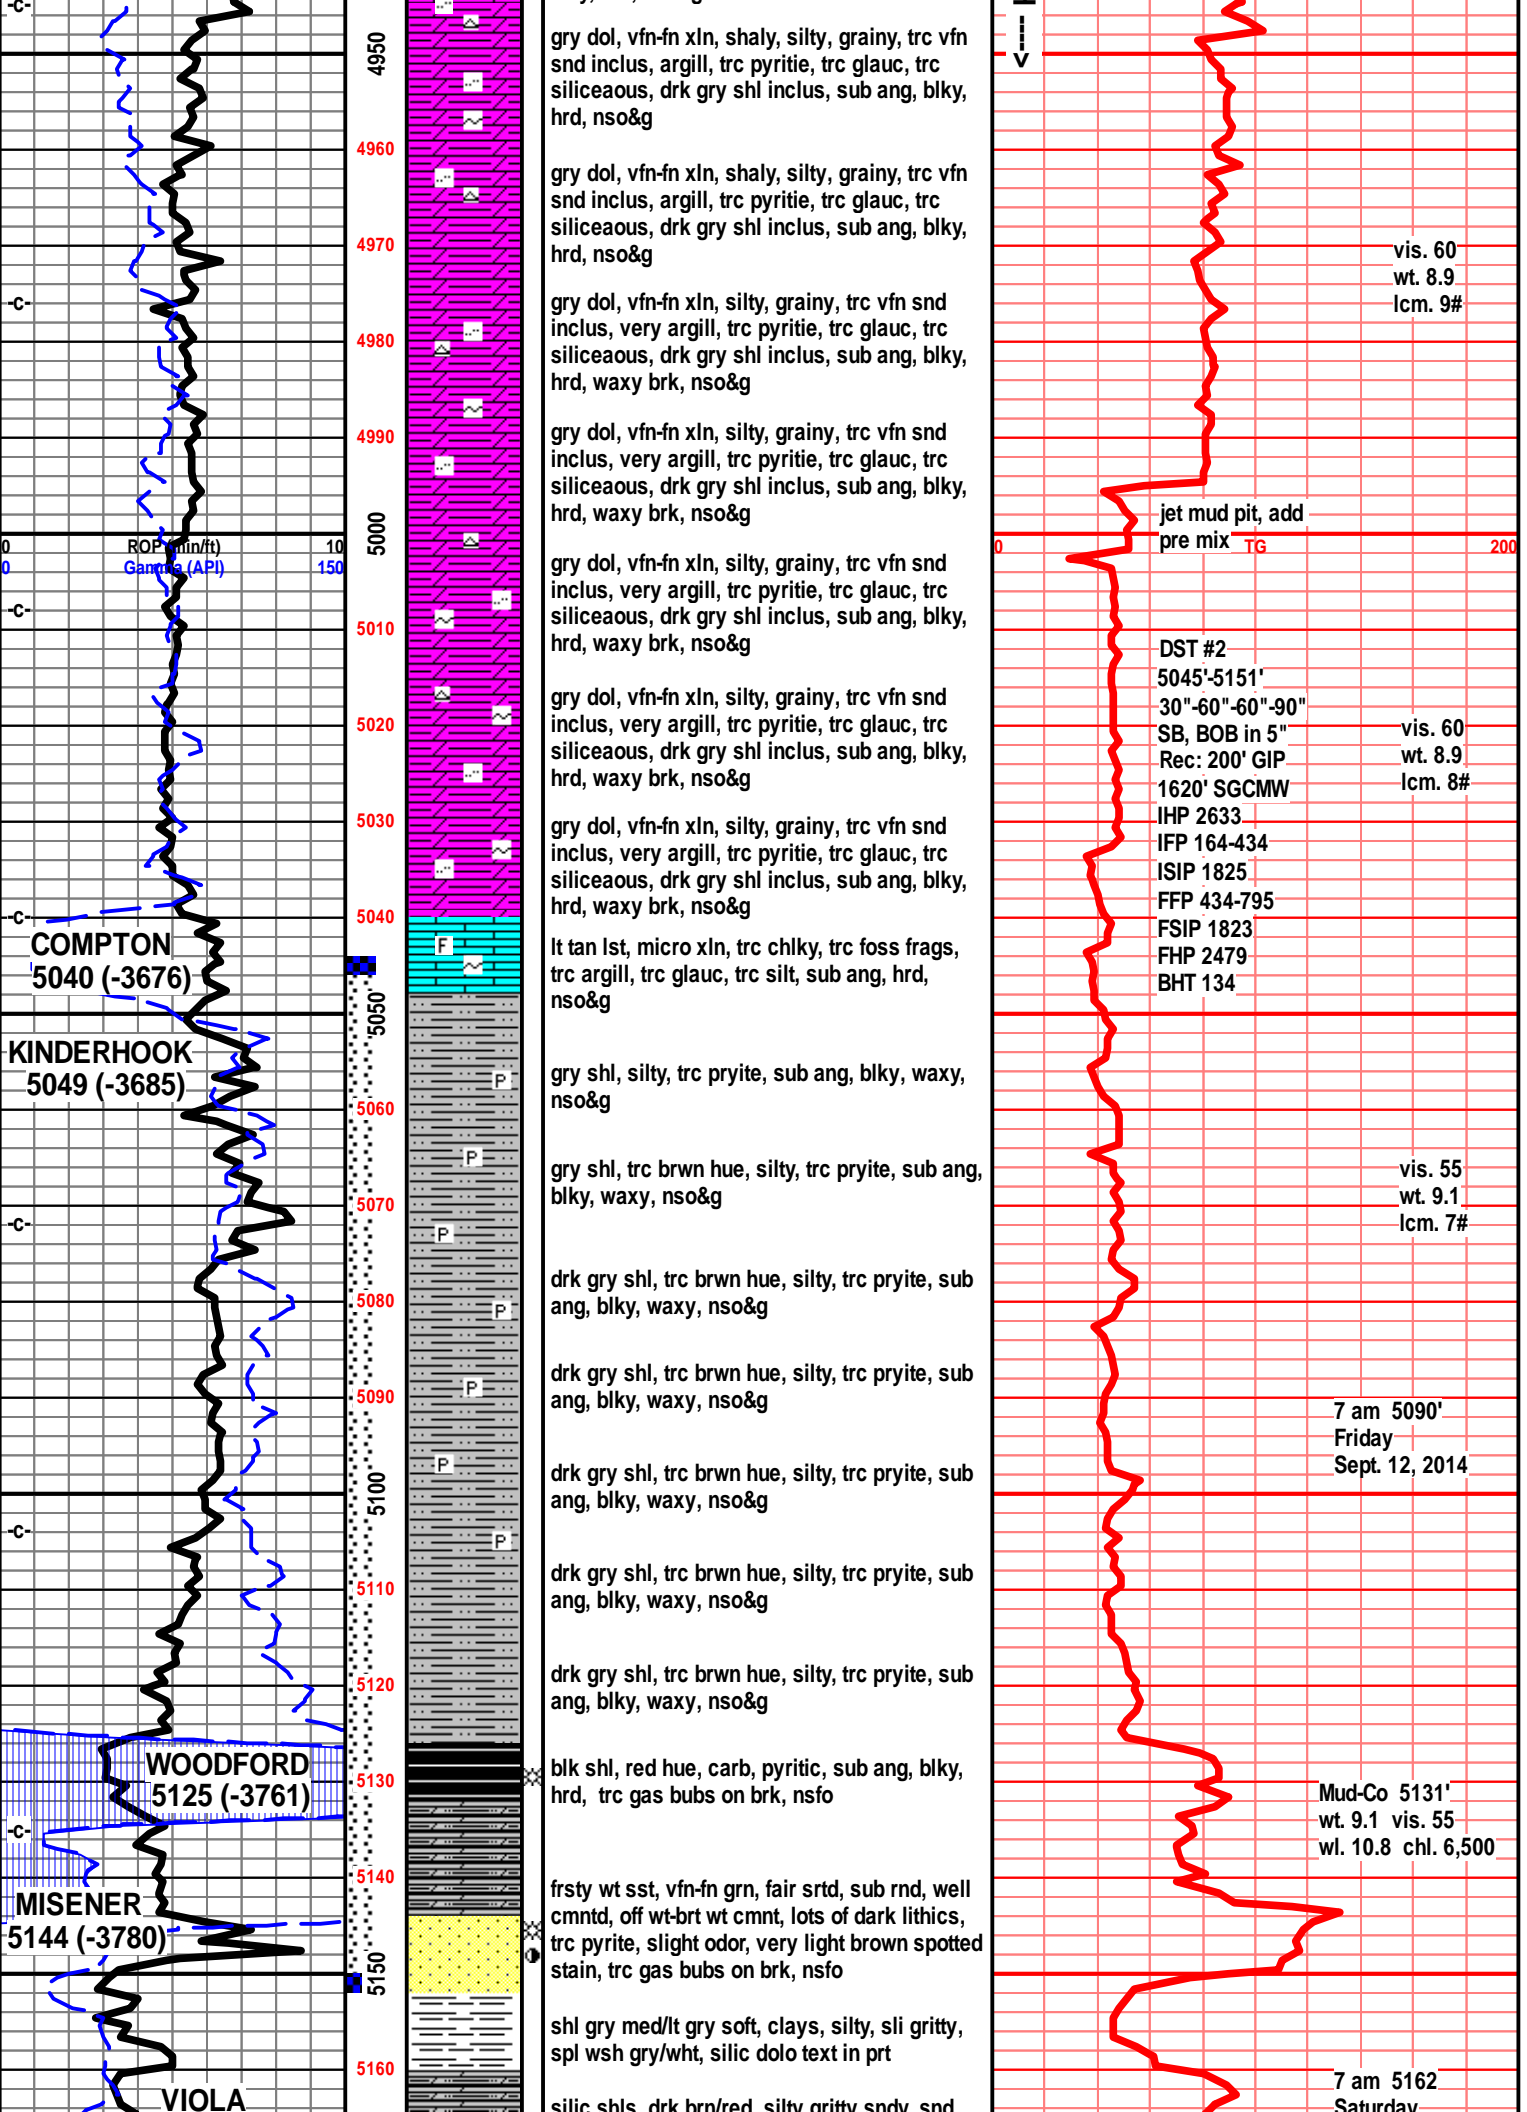 -c-
4950
gry dol, vfn-fn xln, shaly, silty, grainy, trc vfn
snd inclus, argill, trc pyritie, trc glauc, trc
siliceaous, drk gry shl inclus, sub ang, blky,
hrd, nso&g
4960
gry dol, vfn-fn xln, shaly, silty, grainy, trc vfn
snd inclus, argill, trc pyritie, trc glauc, trc
siliceaous, drk gry shl inclus, sub ang, blky,
hrd, nso&g
4970
vis. 60
wt. 8.9
lcm. 9#
-c-
gry dol, vfn-fn xln, silty, grainy, trc vfn snd
inclus, very argill, trc pyritie, trc glauc, trc
siliceaous, drk gry shl inclus, sub ang, blky,
hrd, waxy brk, nso&g
4980
4990
gry dol, vfn-fn xln, silty, grainy, trc vfn snd
inclus, very argill, trc pyritie, trc glauc, trc
siliceaous, drk gry shl inclus, sub ang, blky,
hrd, waxy brk, nso&g
jet mud pit, add
pre mix
0 ROP (min/ft) 10
0 Gamma (API) 150
5000
0 TG 200
gry dol, vfn-fn xln, silty, grainy, trc vfn snd
inclus, very argill, trc pyritie, trc glauc, trc
siliceaous, drk gry shl inclus, sub ang, blky,
hrd, waxy brk, nso&g
-c-
5010
DST #2
5045'-5151'
30"-60"-60"-90"
SB, BOB in 5"
Rec: 200' GIP
1620' SGCMW
IHP 2633
IFP 164-434
ISIP 1825
FFP 434-795
FSIP 1823
FHP 2479
BHT 134
vis. 60
wt. 8.9
lcm. 8#
gry dol, vfn-fn xln, silty, grainy, trc vfn snd
inclus, very argill, trc pyritie, trc glauc, trc
siliceaous, drk gry shl inclus, sub ang, blky,
hrd, waxy brk, nso&g
5020
5030
gry dol, vfn-fn xln, silty, grainy, trc vfn snd
inclus, very argill, trc pyritie, trc glauc, trc
siliceaous, drk gry shl inclus, sub ang, blky,
hrd, waxy brk, nso&g
-c-
5040
COMPTON
5040 (-3676)
F
lt tan lst, micro xln, trc chlky, trc foss frags,
trc argill, trc glauc, trc silt, sub ang, hrd,
nso&g
5050
KINDERHOOK
5049 (-3685)
P
gry shl, silty, trc pryite, sub ang, blky, waxy,
nso&g
5060
P
gry shl, trc brwn hue, silty, trc pryite, sub ang,
blky, waxy, nso&g
vis. 55
wt. 9.1
lcm. 7#
5070
-c-
P
drk gry shl, trc brwn hue, silty, trc pryite, sub
ang, blky, waxy, nso&g
5080
P
drk gry shl, trc brwn hue, silty, trc pryite, sub
ang, blky, waxy, nso&g
5090
P
7 am 5090'
Friday
Sept. 12, 2014
P
drk gry shl, trc brwn hue, silty, trc pryite, sub
ang, blky, waxy, nso&g
5100
-c-
P
drk gry shl, trc brwn hue, silty, trc pryite, sub
ang, blky, waxy, nso&g
5110
drk gry shl, trc brwn hue, silty, trc pryite, sub
ang, blky, waxy, nso&g
5120
WOODFORD
5125 (-3761)
5130
blk shl, red hue, carb, pyritic, sub ang, blky,
hrd, trc gas bubs on brk, nsfo
Mud-Co 5131'
wt. 9.1 vis. 55
wl. 10.8 chl. 6,500
-c-
5140
MISENER
5144 (-3780)
frsty wt sst, vfn-fn grn, fair srtd, sub rnd, well
cmntd, off wt-brt wt cmnt, lots of dark lithics,
trc pyrite, slight odor, very light brown spotted
stain, trc gas bubs on brk, nsfo
5150
shl gry med/lt gry soft, clays, silty, sli gritty,
spl wsh gry/wht, silic dolo text in prt
5160
7 am 5162
Saturday
VIOLA
silic shls, drk brn/red, silty gritty sndy, snd